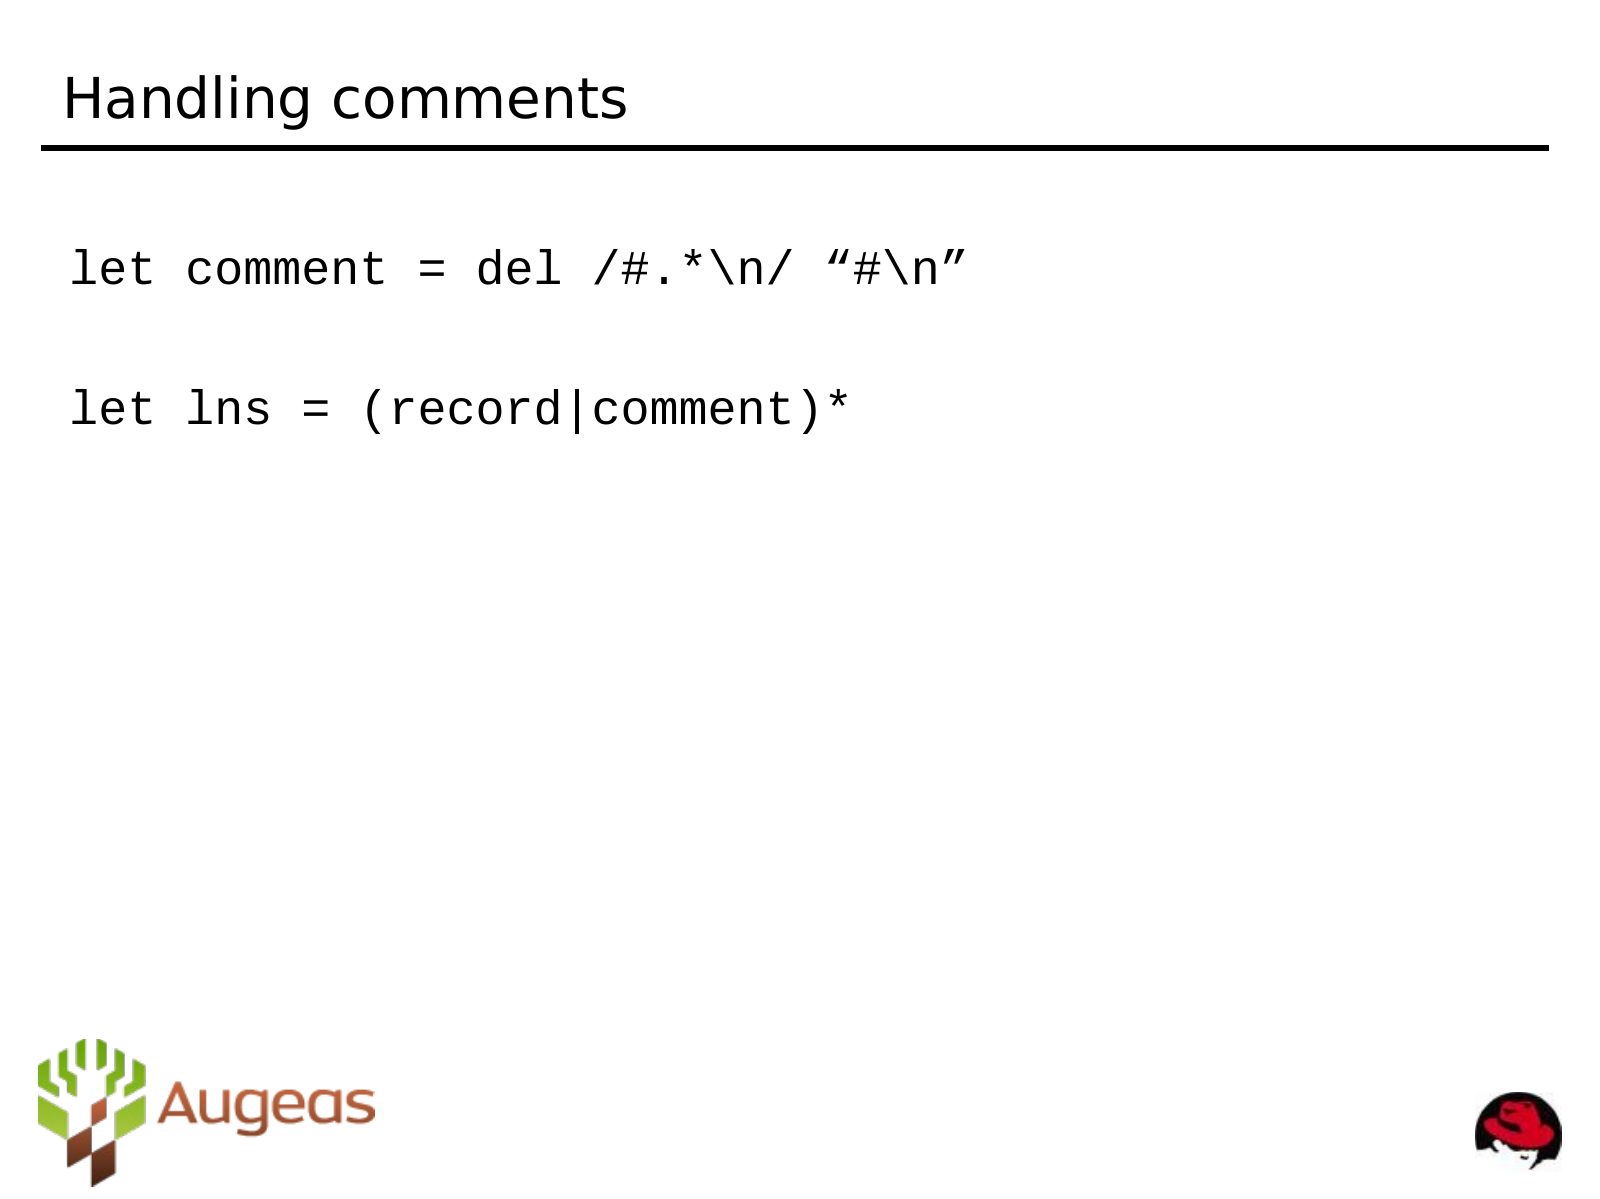 Handling comments
let comment = del /#.*\n/ “#\n”
let lns = (record|comment)*
Augeas